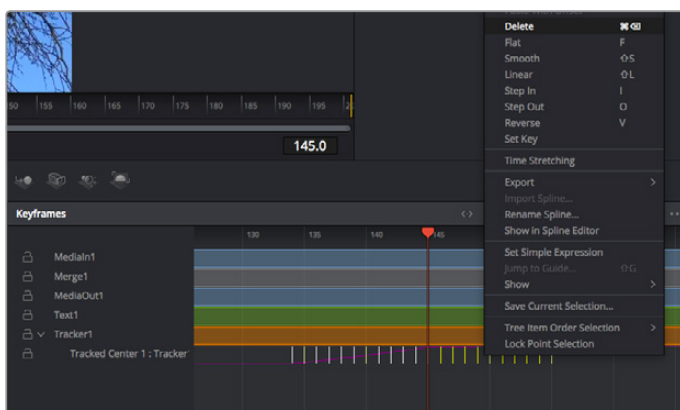 Delete ⌘⌫
Flat F
Smooth ⇧S
Linear ⇧L
Step In I
Step Out O
Reverse V
Set Key
Time Stretching
Export >
Import Spline...
Rename Spline...
Show in Spline Editor
Set Simple Expression
Jump to Guide... ⇧G
Show >
Save Current Selection...
Tree Item Order Selection >
Lock Point Selection
155 160 165 170 175 180 185 190 195
145.0
Keyframes
130 135 140 145
MediaIn1
Merge1
MediaOut1
Text1
Tracker1
Tracked Center 1 : Tracker